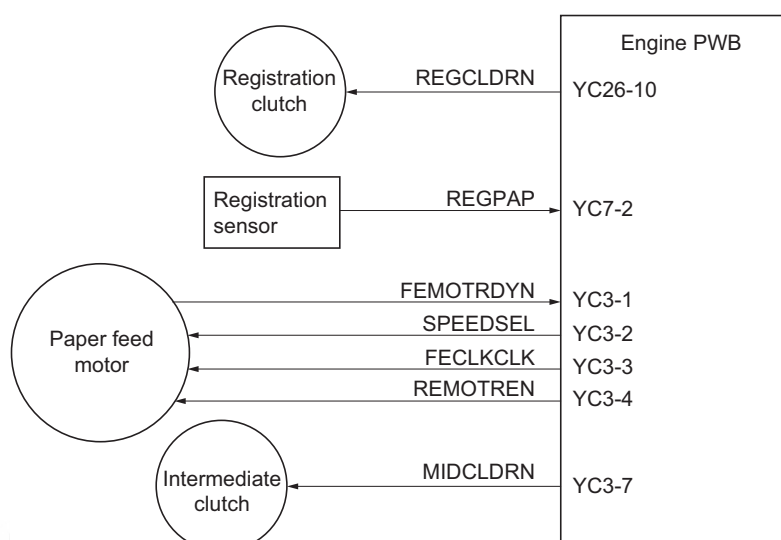 Engine PWB
Registration
clutch
REGCLDRN
YC26-10
Registration
sensor
REGPAP
YC7-2
Paper feed
motor
FEMOTRDYN
YC3-1
SPEEDSEL
YC3-2
FECLKCLK
YC3-3
REMOTREN
YC3-4
Intermediate
clutch
MIDCLDRN
YC3-7